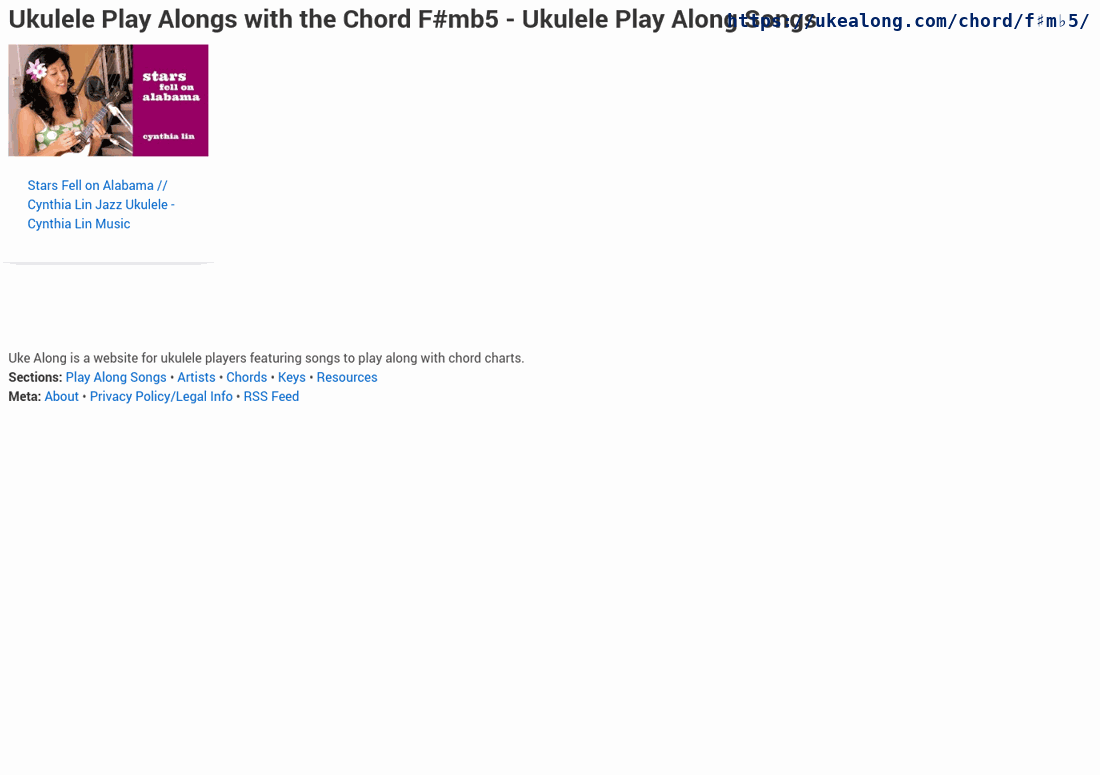 Ukulele Play Alongs with the Chord F#mb5 - Ukulele Play Along Songs
https://ukealong.com/chord/f♯m♭5/
stars
fell on
alabama
cynthia lin
Stars Fell on Alabama //
Cynthia Lin Jazz Ukulele -
Cynthia Lin Music
Uke Along is a website for ukulele players featuring songs to play along with chord charts.
Sections: Play Along Songs • Artists • Chords • Keys • Resources
Meta: About • Privacy Policy/Legal Info • RSS Feed